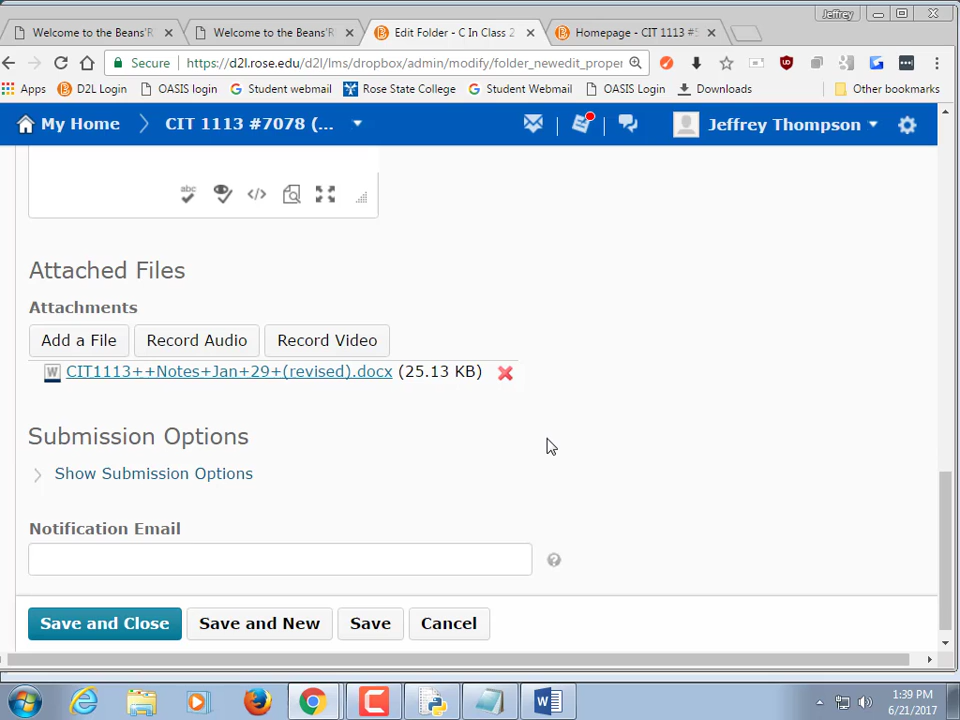 Jeffrey
Welcome to the Beans'R
Welcome to the Beans'R
Edit Folder - C In Class 2
Homepage - CIT 1113 #
Secure https://d2l.rose.edu/d2l/lms/dropbox/admin/modify/folder_newedit_proper
Apps D2L Login OASIS login Student webmail Rose State College Student Webmail OASIS Login Downloads Other bookmarks
My Home CIT 1113 #7078 (... Jeffrey Thompson
abc
Attached Files
Attachments
Add a File Record Audio Record Video
CIT1113++Notes+Jan+29+(revised).docx (25.13 KB)
Submission Options
Show Submission Options
Notification Email
Save and Close Save and New Save Cancel
1:39 PM
6/21/2017